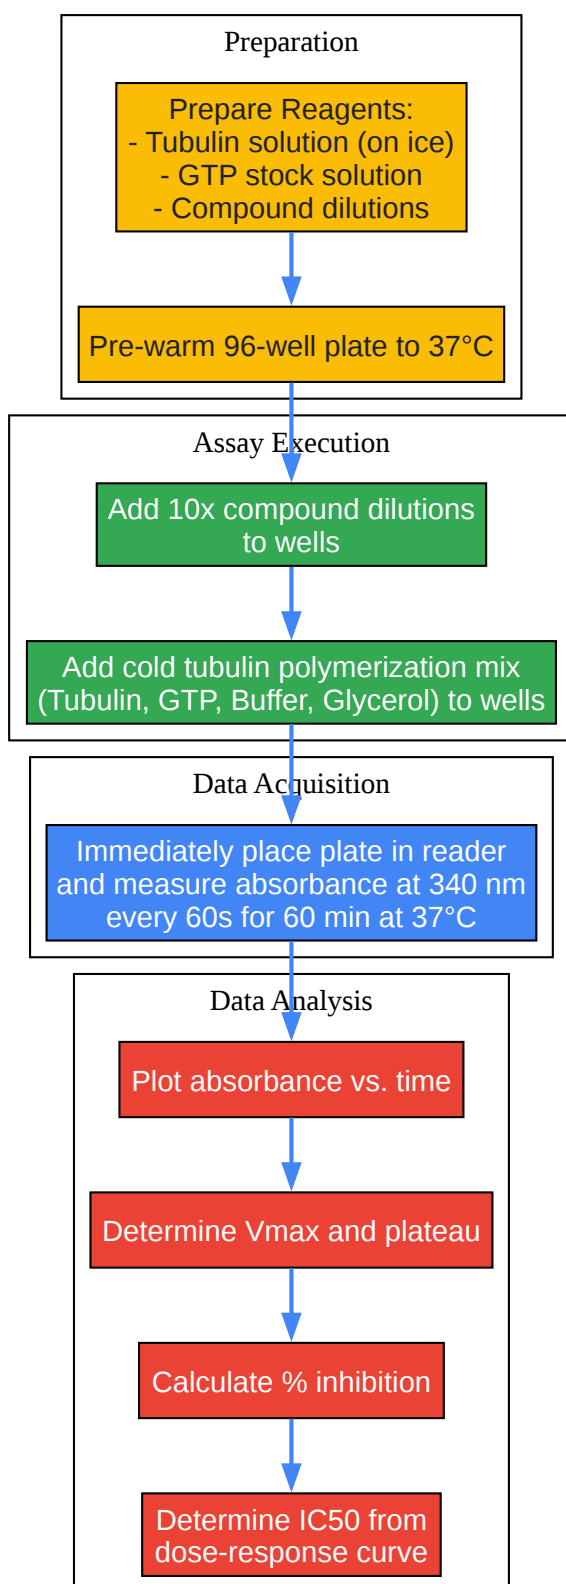 Preparation
Prepare Reagents:
- Tubulin solution (on ice)
- GTP stock solution
- Compound dilutions
Pre-warm 96-well plate to 37°C
Assay Execution
Add 10x compound dilutions
to wells
Add cold tubulin polymerization mix
(Tubulin, GTP, Buffer, Glycerol) to wells
Data Acquisition
Immediately place plate in reader
and measure absorbance at 340 nm
every 60s for 60 min at 37°C
Data Analysis
Plot absorbance vs. time
Determine Vmax and plateau
Calculate % inhibition
Determine IC50 from
dose-response curve